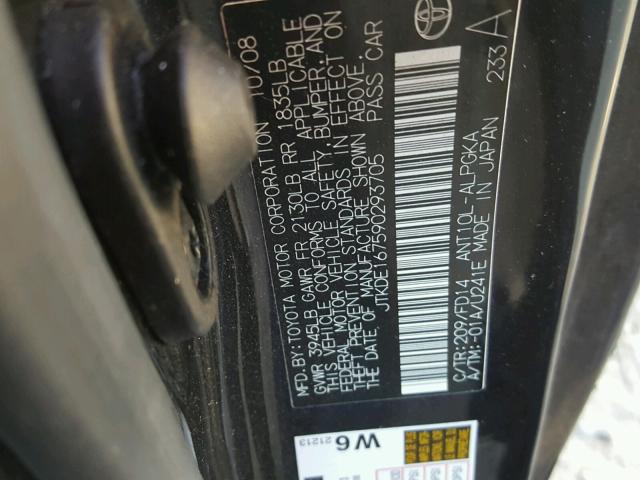 MFD.BY:TOYOTA MOTOR CORPORATION 10/08
GVWR 3945LB GAWR FR 2130LB RR 1835LB
THIS VEHICLE CONFORMS TO ALL APPLICABLE
FEDERAL MOTOR VEHICLE SAFETY, BUMPER, AND
THEFT PREVENTION STANDARDS IN EFFECT ON
THE DATE OF MANUFACTURE SHOWN ABOVE.
JTKDE167590293705 PASS CAR
C/TR:209/FD14 ANT10L-ALPGKA
A/TM:-01A/U241E MADE IN JAPAN
233 A
W6
21213